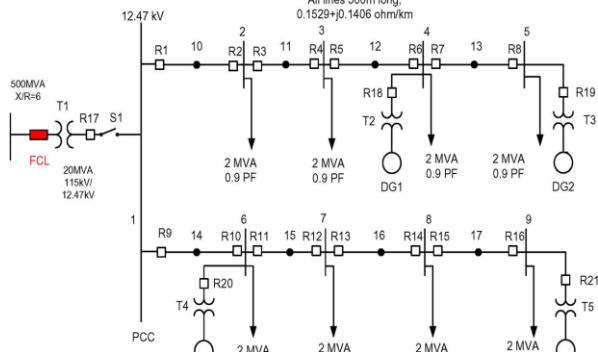 All lines 500m long,
0.1529+j0.1406 ohm/km
12.47 kV
R1 10 R2 2 R3 11 R4 3 R5 12 R6 4 R7 13 R8 5
500MVA
X/R=6
T1
R17
S1
FCL
20MVA
115kV/
12.47kV
R18
T2
DG1
R19
T3
DG2
2 MVA
0.9 PF
2 MVA
0.9 PF
2 MVA
0.9 PF
2 MVA
0.9 PF
1
R9 14 R10 6 R11 15 R12 7 R13 16 R14 8 R15 17 R16 9
R20
T4
R21
T5
PCC
2 MVA
2 MVA
2 MVA
2 MVA